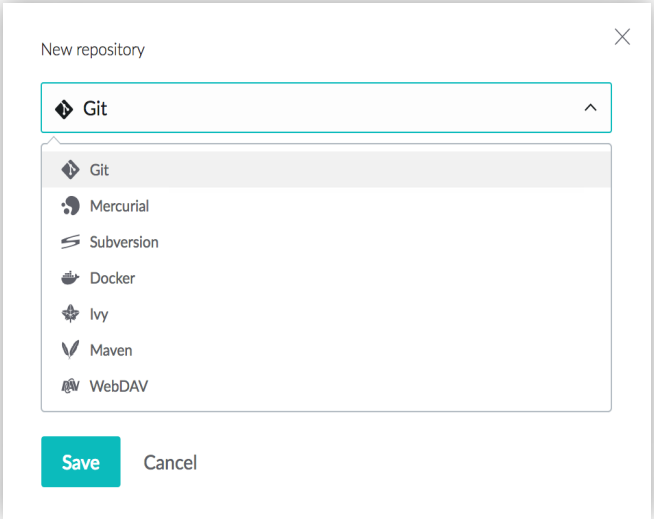 New repository
Git
Git
Mercurial
Subversion
Docker
Ivy
Maven
WebDAV
Save Cancel